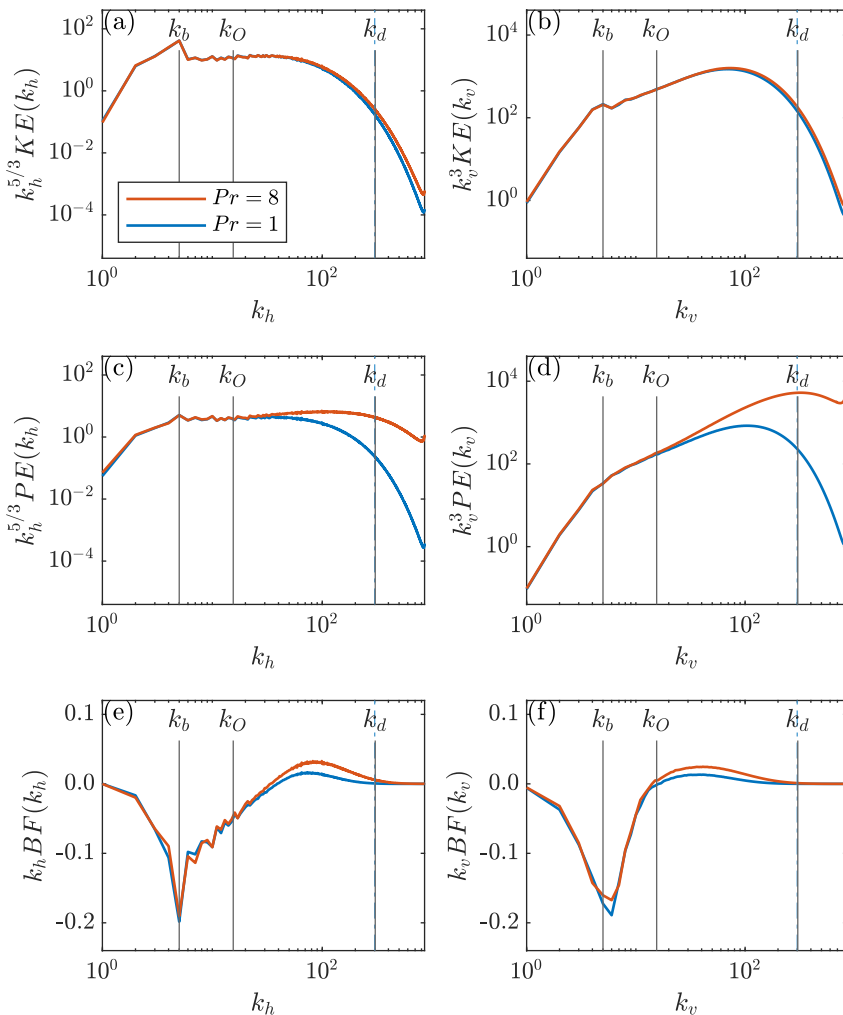 (a)
k_b k_O k_d
10^2
10^0
10^{-2}
10^{-4}
k_h^{5/3} KE(k_h)
Pr = 8
Pr = 1
10^0 10^2
k_h
(b)
k_b k_O k_d
10^4
10^2
10^0
k_v^3 KE(k_v)
10^0 10^2
k_v
(c)
k_b k_O k_d
10^2
10^0
10^{-2}
10^{-4}
k_h^{5/3} PE(k_h)
10^0 10^2
k_h
(d)
k_b k_O k_d
10^4
10^2
10^0
k_v^3 PE(k_v)
10^0 10^2
k_v
(e)
k_b k_O k_d
0.1
0.0
-0.1
-0.2
k_h BF(k_h)
10^0 10^2
k_h
(f)
k_b k_O k_d
0.1
0.0
-0.1
-0.2
k_v BF(k_v)
10^0 10^2
k_v